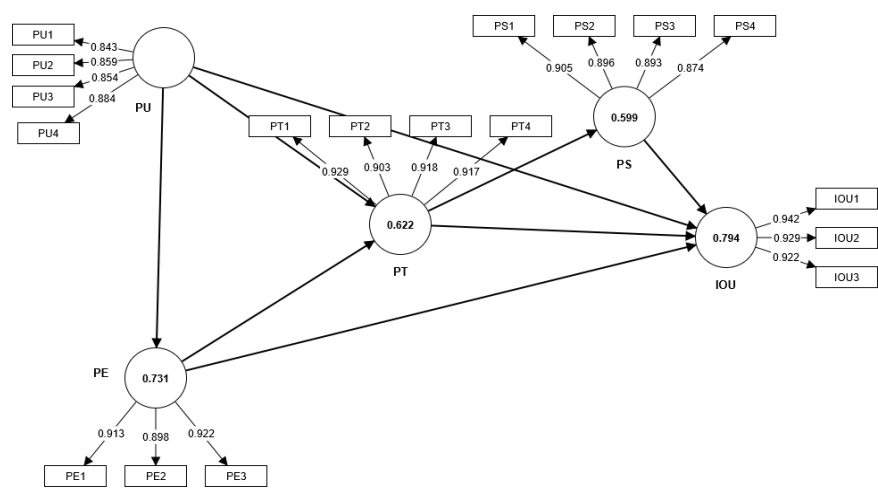 PU1
PU2
PU3
PU4
0.843
0.859
0.854
0.884
PU
PS1
PS2
PS3
PS4
0.905
0.896
0.893
0.874
0.599
PS
PT1
PT2
PT3
PT4
0.929
0.903
0.918
0.917
0.622
PT
0.794
IOU
0.942
0.929
0.922
IOU1
IOU2
IOU3
PE
0.731
0.913
0.898
0.922
PE1
PE2
PE3